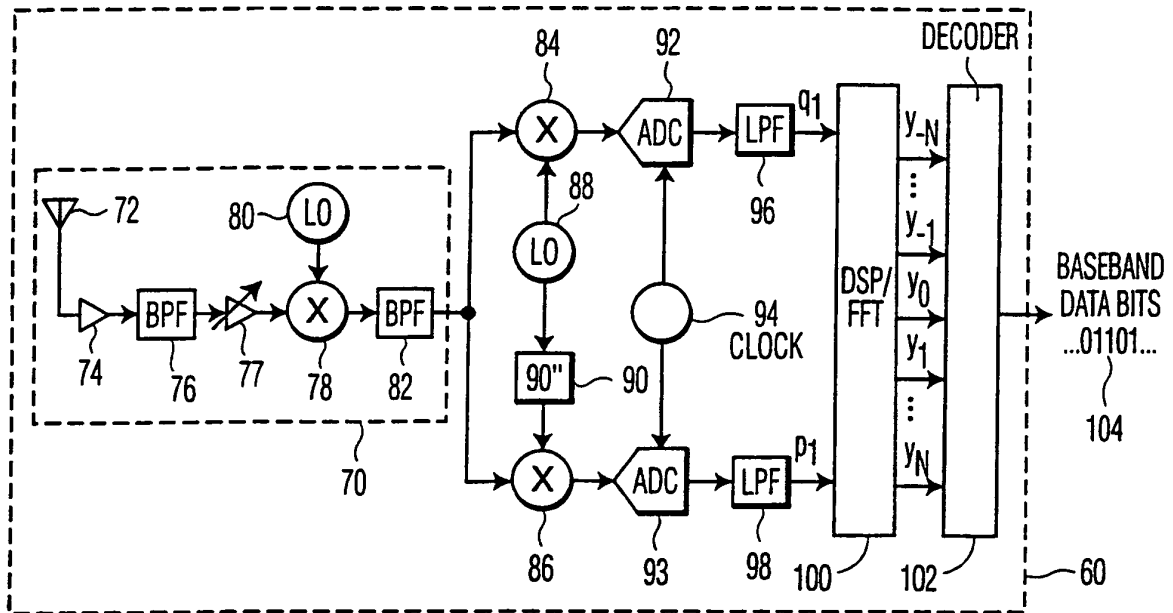 DECODER
84
92
X
ADC
LPF
q1
y-N
...
72
80
LO
88
96
y-1
LO
DSP/
FFT
y0
BASEBAND
DATA BITS
...01101...
BPF
X
BPF
94
CLOCK
y1
74
76
77
78
82
90"
90
...
104
70
X
ADC
LPF
p1
yN
86
93
98
100
102
60